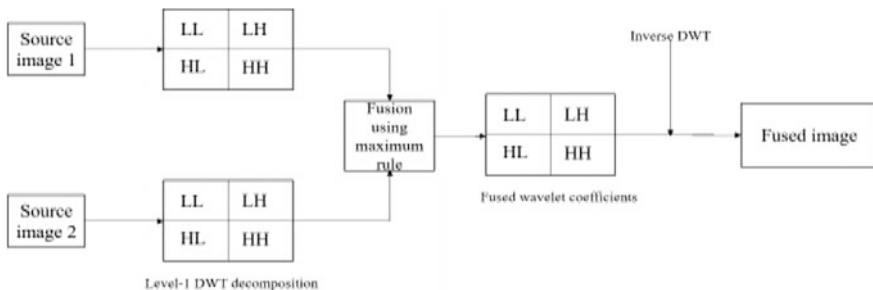 Source
image 1
LL LH
HL HH
Inverse DWT
Fusion
using
maximum
rule
LL LH
HL HH
Fused wavelet coefficients
Fused image
Source
image 2
LL LH
HL HH
Level-1 DWT decomposition